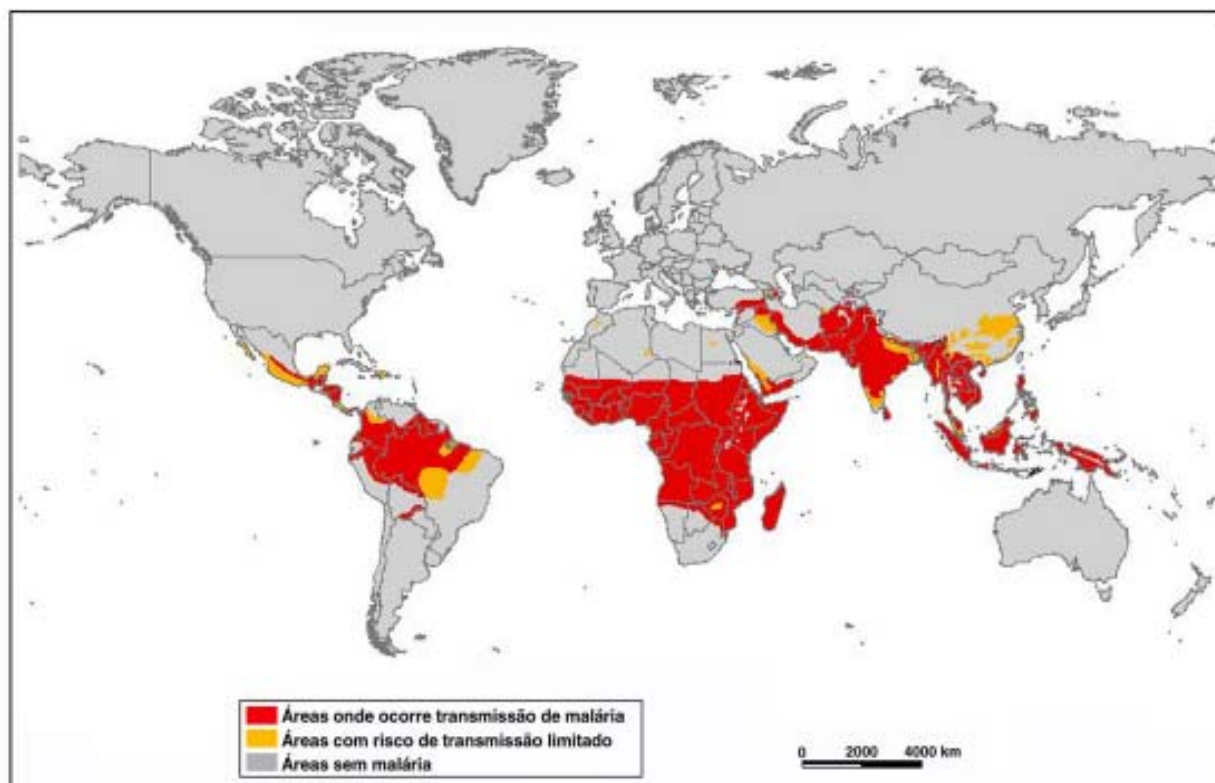 Áreas onde ocorre transmissão de malária
Áreas com risco de transmissão limitado
Áreas sem malária
0 2000 4000 km